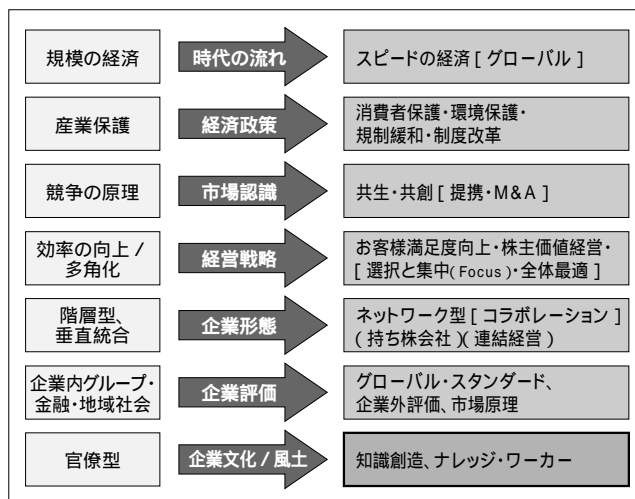 規模の経済
時代の流れ
スピードの経済[グローバル]
産業保護
経済政策
消費者保護・環境保護・
規制緩和・制度改革
競争の原理
市場認識
共生・共創[提携・M&A]
効率の向上/
多角化
経営戦略
お客様満足度向上・株主価値経営・
[選択と集中(Focus)・全体最適]
階層型、
垂直統合
企業形態
ネットワーク型[コラボレーション]
(持ち株会社)(連結経営)
企業内グループ・
金融・地域社会
企業評価
グローバル・スタンダード、
企業外評価、市場原理
官僚型
企業文化/風土
知識創造、ナレッジ・ワーカー